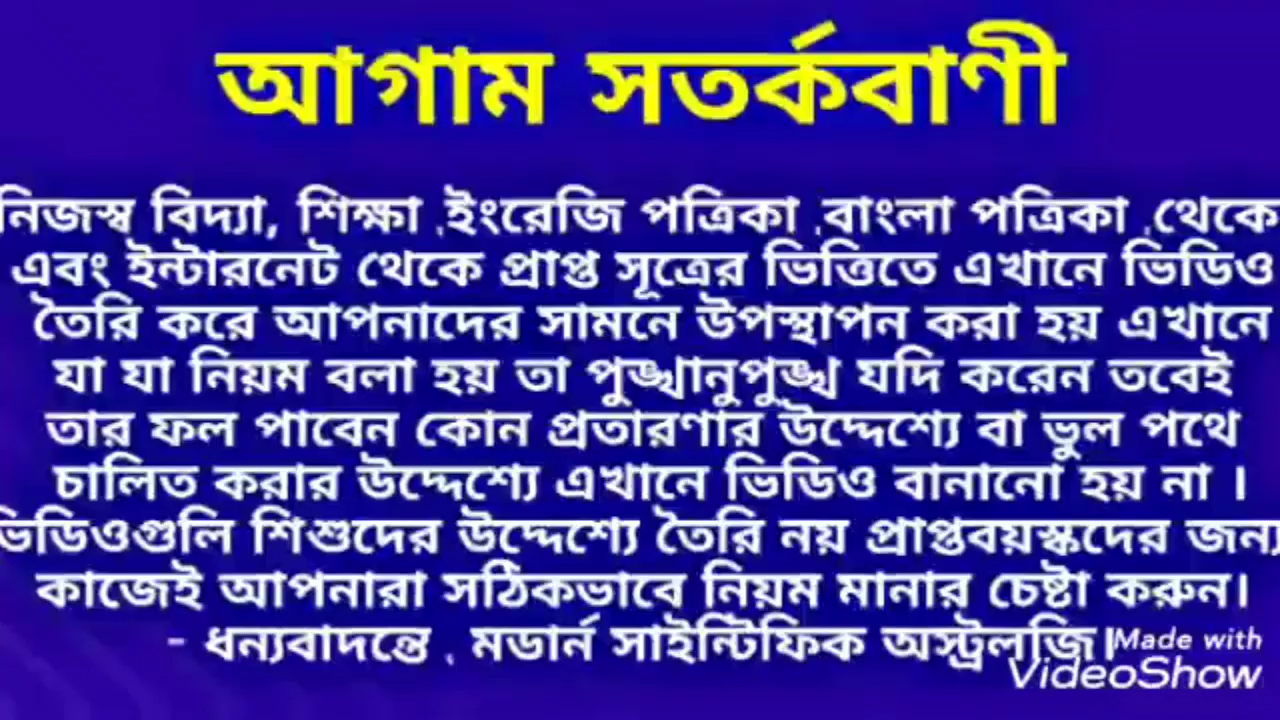 আগাম সতর্কবাণী
নিজস্ব বিদ্যা, শিক্ষা ,ইংরেজি পত্রিকা ,বাংলা পত্রিকা ,থেকে
এবং ইন্টারনেট থেকে প্রাপ্ত সূত্রের ভিত্তিতে এখানে ভিডিও
তৈরি করে আপনাদের সামনে উপস্থাপন করা হয় এখানে
যা যা নিয়ম বলা হয় তা পুঙ্খানুপুঙ্খ যদি করেন তবেই
তার ফল পাবেন কোন প্রতারণার উদ্দেশ্যে বা ভুল পথে
চালিত করার উদ্দেশ্যে এখানে ভিডিও বানানো হয় না ।
ভিডিওগুলি শিশুদের উদ্দেশ্যে তৈরি নয় প্রাপ্তবয়স্কদের জন্য
কাজেই আপনারা সঠিকভাবে নিয়ম মানার চেষ্টা করুন।
- ধন্যবাদন্তে , মডার্ন সাইন্টিফিক অস্ট্রলজি।
Made with
VideoShow